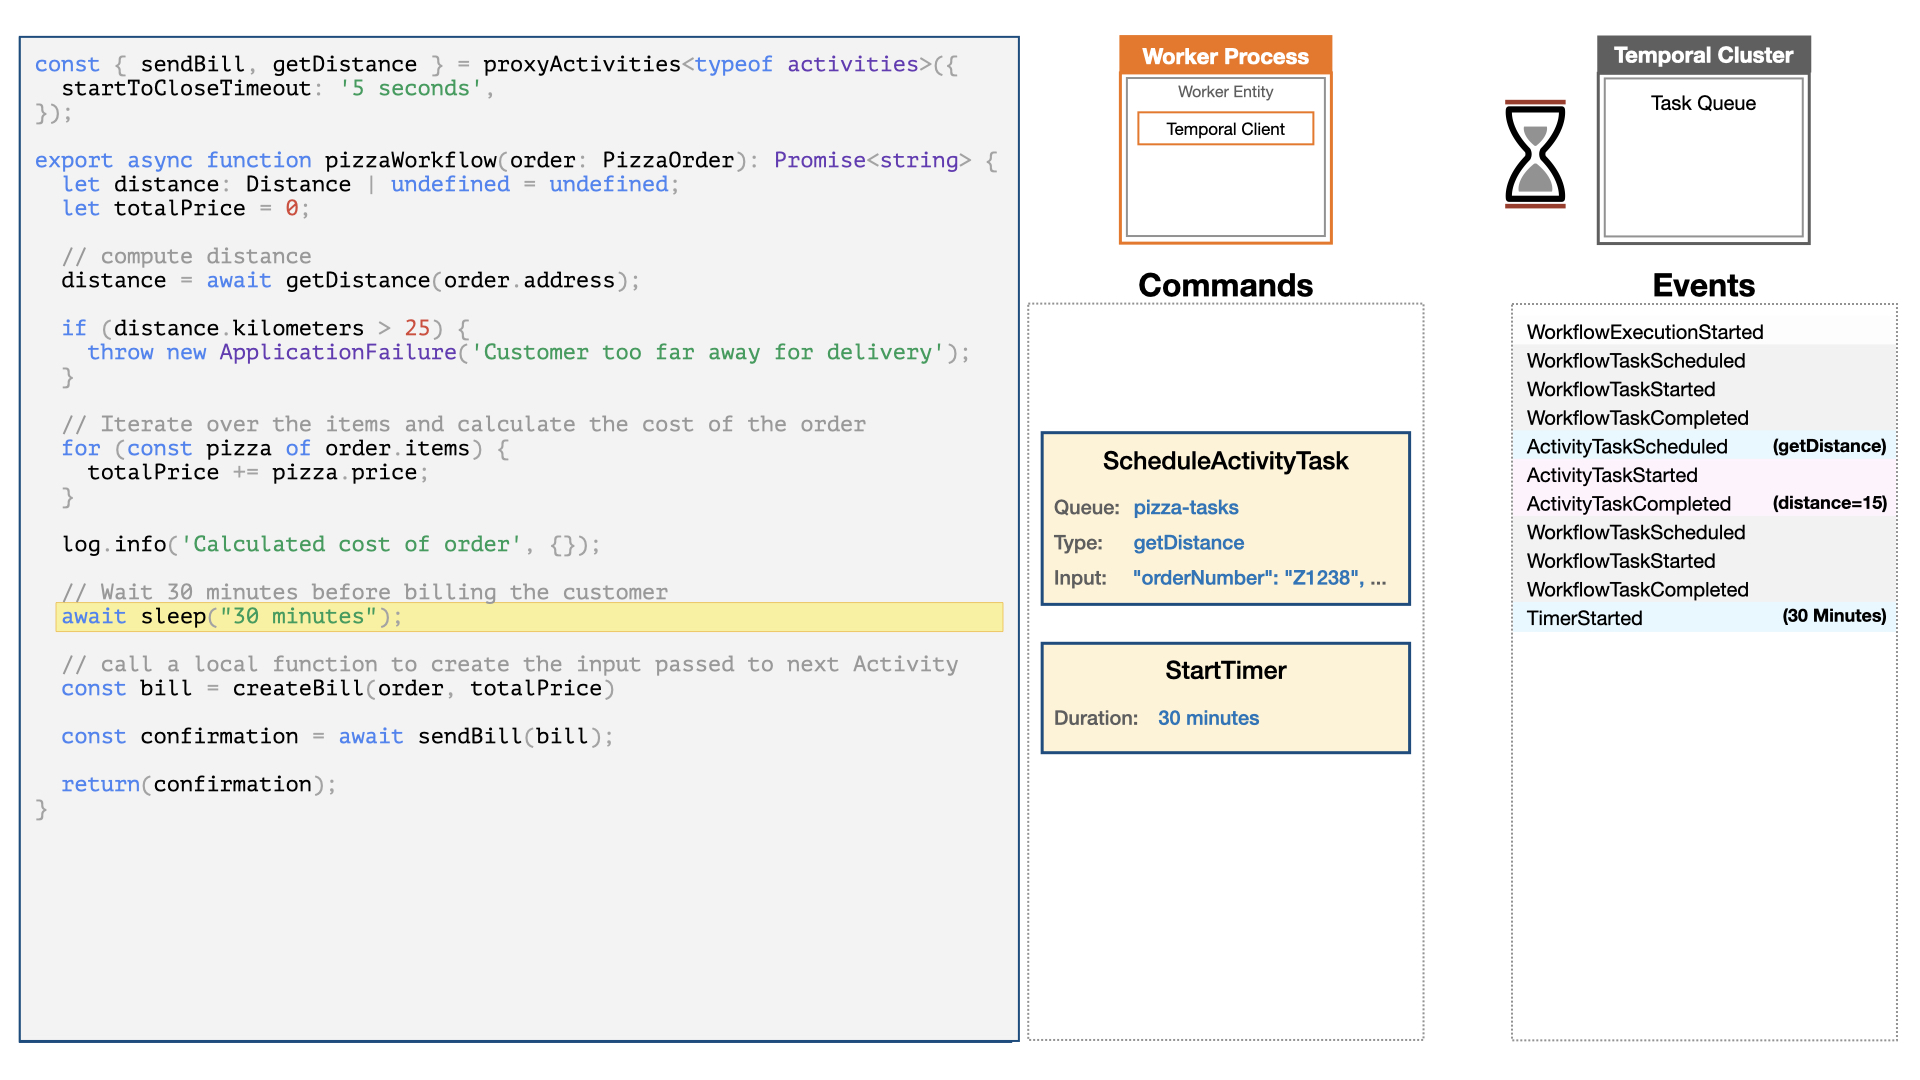 const { sendBill, getDistance } = proxyActivities<typeof activities>({
  startToCloseTimeout: '5 seconds',
});

export async function pizzaWorkflow(order: PizzaOrder): Promise<string> {
  let distance: Distance | undefined = undefined;
  let totalPrice = 0;

  // compute distance
  distance = await getDistance(order.address);

  if (distance.kilometers > 25) {
    throw new ApplicationFailure('Customer too far away for delivery');
  }

  // Iterate over the items and calculate the cost of the order
  for (const pizza of order.items) {
    totalPrice += pizza.price;
  }

  log.info('Calculated cost of order', {});

  // Wait 30 minutes before billing the customer
  await sleep("30 minutes");

  // call a local function to create the input passed to next Activity
  const bill = createBill(order, totalPrice)

  const confirmation = await sendBill(bill);

  return(confirmation);
}
Worker Process
Worker Entity
Temporal Client
Temporal Cluster
Task Queue
Commands
ScheduleActivityTask
Queue: pizza-tasks
Type: getDistance
Input: "orderNumber": "Z1238", ...
StartTimer
Duration: 30 minutes
Events
WorkflowExecutionStarted
WorkflowTaskScheduled
WorkflowTaskStarted
WorkflowTaskCompleted
ActivityTaskScheduled (getDistance)
ActivityTaskStarted
ActivityTaskCompleted (distance=15)
WorkflowTaskScheduled
WorkflowTaskStarted
WorkflowTaskCompleted
TimerStarted (30 Minutes)